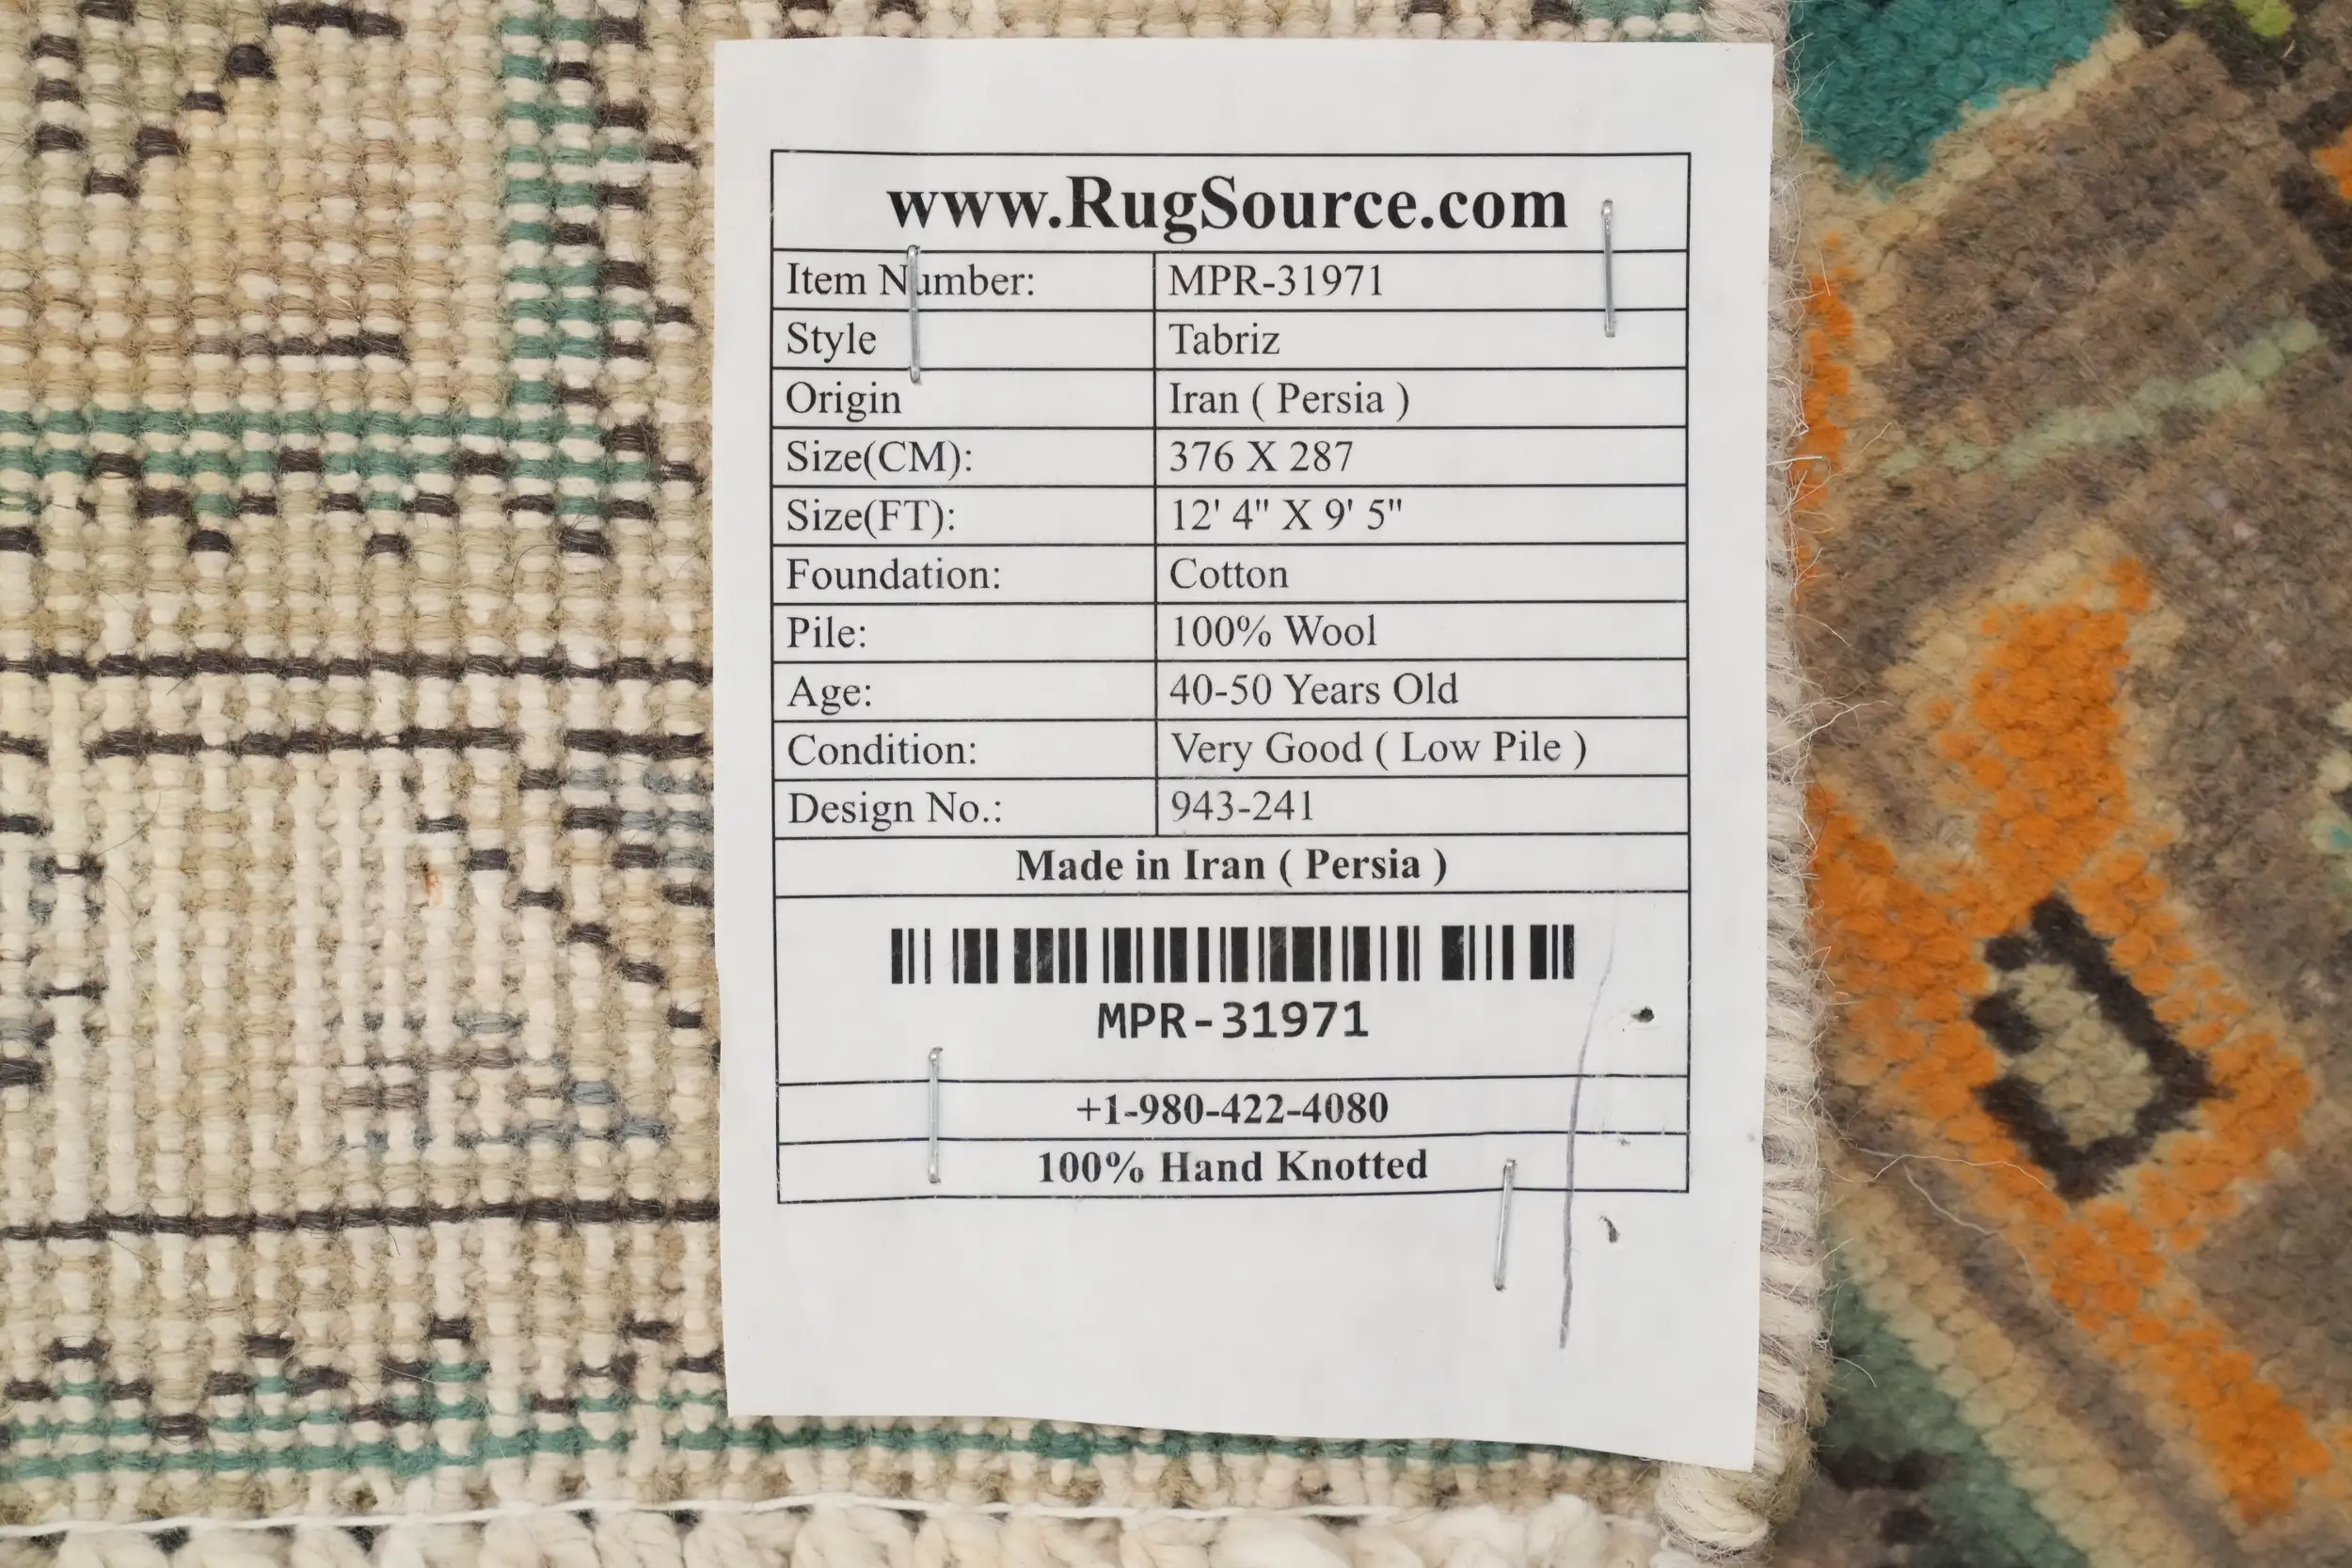 www.RugSource.com
Item Number: MPR-31971
Style Tabriz
Origin Iran ( Persia )
Size(CM): 376 X 287
Size(FT): 12' 4" X 9' 5"
Foundation: Cotton
Pile: 100% Wool
Age: 40-50 Years Old
Condition: Very Good ( Low Pile )
Design No.: 943-241
Made in Iran ( Persia )
MPR-31971
+1-980-422-4080
100% Hand Knotted